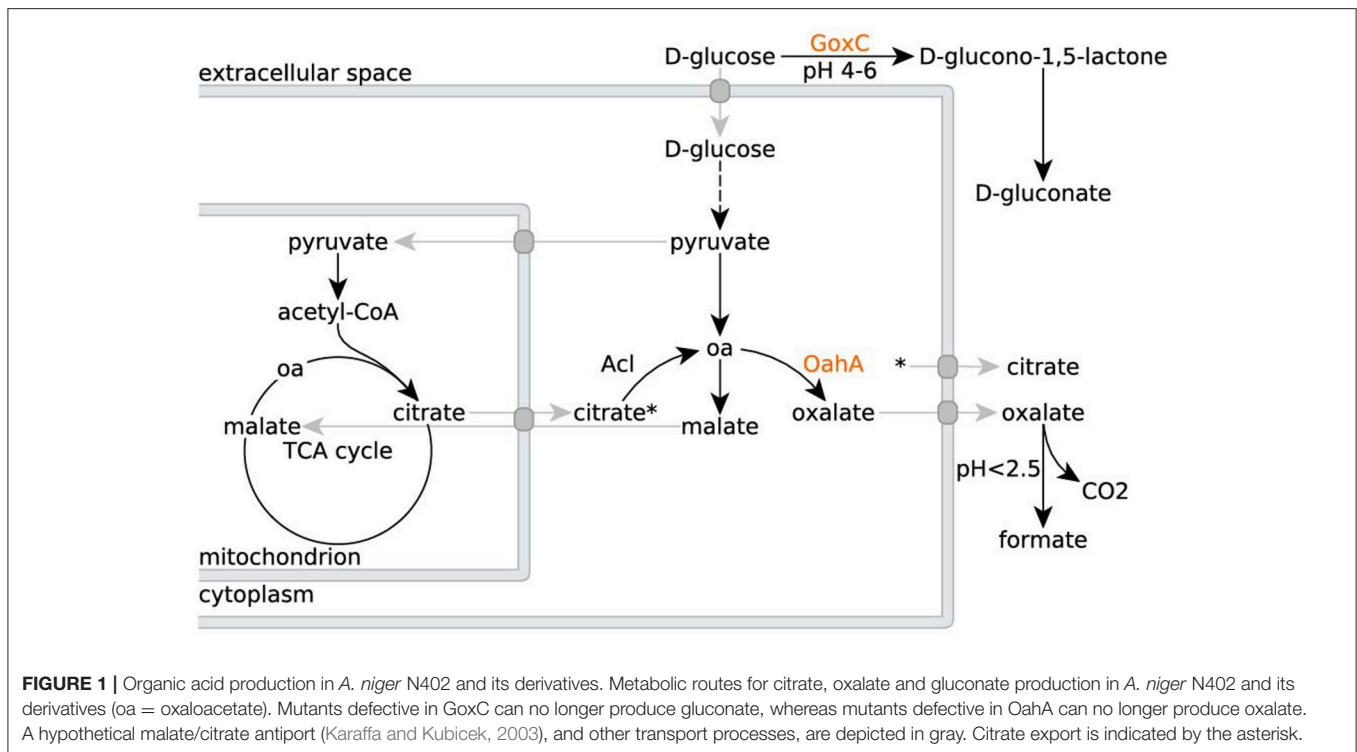 D-glucose
GoxC
pH 4-6
D-glucono-1,5-lactone
extracellular space
D-glucose
D-gluconate
pyruvate
pyruvate
acetyl-CoA
oa
oa
Acl
OahA
*
citrate
malate
citrate
citrate*
malate
oxalate
oxalate
TCA cycle
pH<2.5
CO2
formate
mitochondrion
cytoplasm
FIGURE 1 | Organic acid production in A. niger N402 and its derivatives. Metabolic routes for citrate, oxalate and gluconate production in A. niger N402 and its
derivatives (oa = oxaloacetate). Mutants defective in GoxC can no longer produce gluconate, whereas mutants defective in OahA can no longer produce oxalate.
A hypothetical malate/citrate antiport (Karaffa and Kubicek, 2003), and other transport processes, are depicted in gray. Citrate export is indicated by the asterisk.